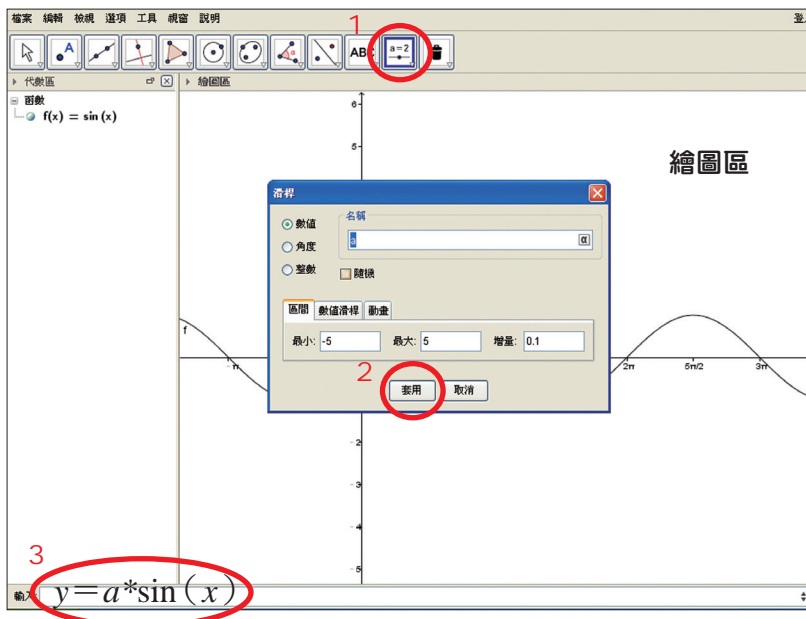 檔案 編輯 檢視 選項 工具 視窗 說明
1
A
α
ABC
a=2
代數區
繪圖區
函數
f(x) = sin (x)
6
5
繪圖區
滑桿
數值
角度
整數
名稱
a
α
隨機
區間 數值滑桿 動畫
最小: -5 最大: 5 增量: 0.1
2
套用 取消
f
-π 2π 5π/2 3π
-2
-3
-4
-5
3
輸入: y=a*sin(x)